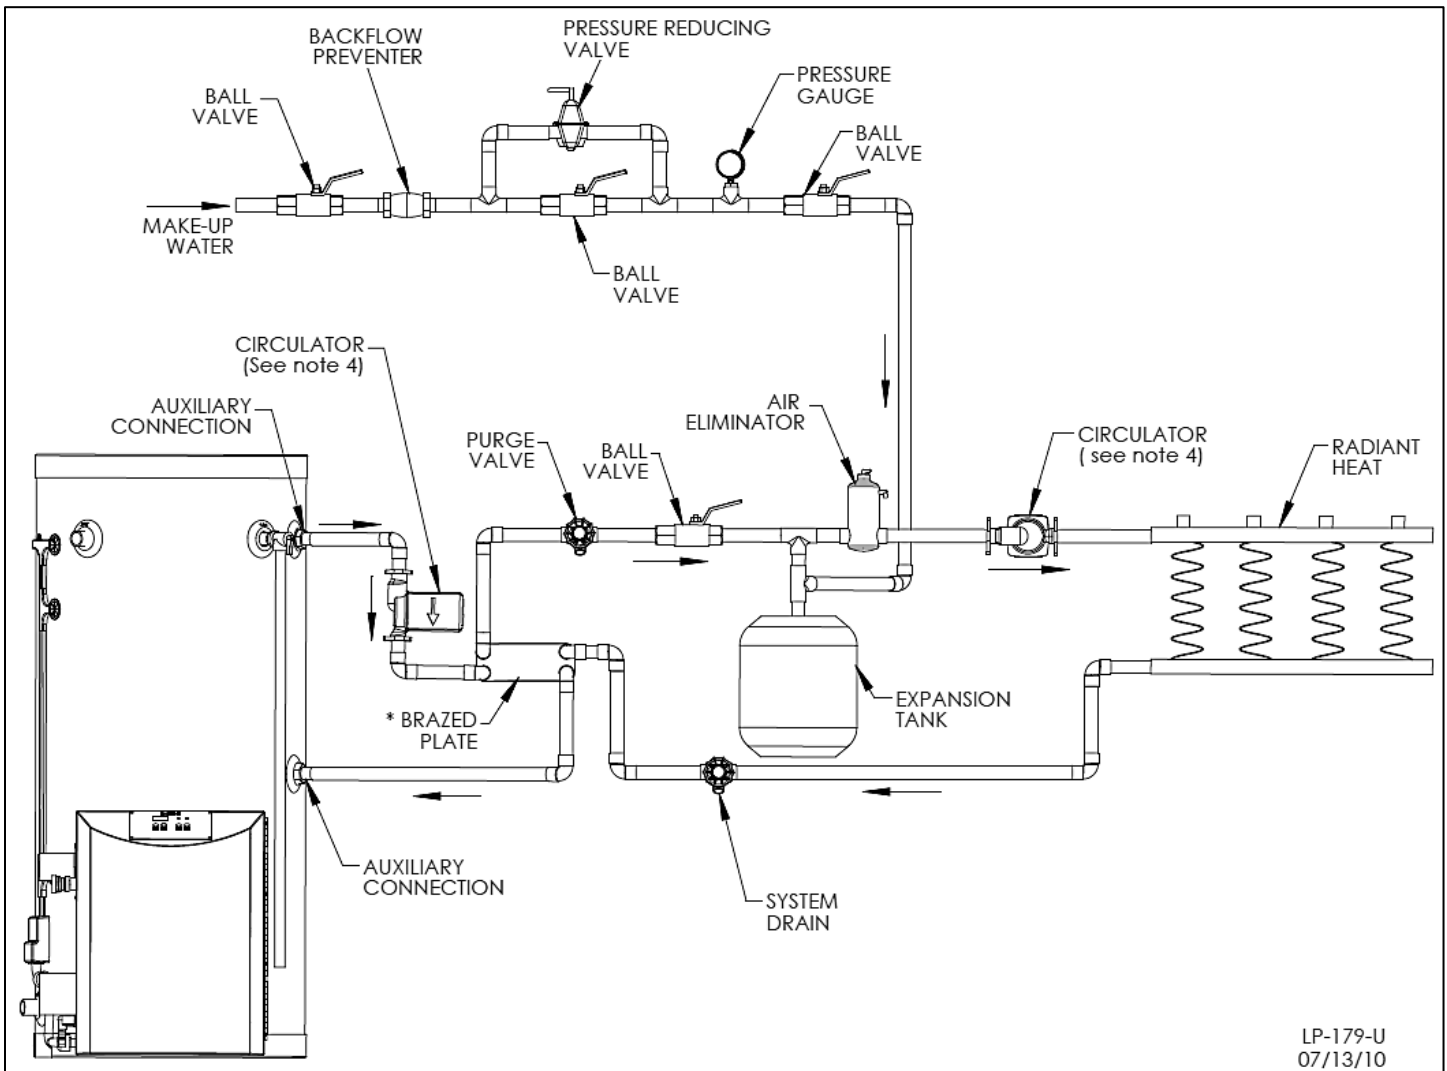 BACKFLOW
PREVENTER
PRESSURE REDUCING
VALVE
PRESSURE
GAUGE
BALL
VALVE
BALL
VALVE
MAKE-UP
WATER
BALL
VALVE
CIRCULATOR
(See note 4)
AUXILIARY
CONNECTION
PURGE
VALVE
BALL
VALVE
AIR
ELIMINATOR
CIRCULATOR
( see note 4)
RADIANT
HEAT
* BRAZED
PLATE
EXPANSION
TANK
AUXILIARY
CONNECTION
SYSTEM
DRAIN
LP-179-U
07/13/10